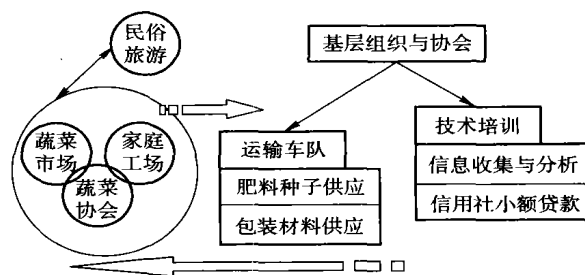 民俗
旅游
蔬菜
市场
家庭
工场
蔬菜
协会
基层组织与协会
运输车队
肥料种子供应
包装材料供应
技术培训
信息收集与分析
信用社小额贷款